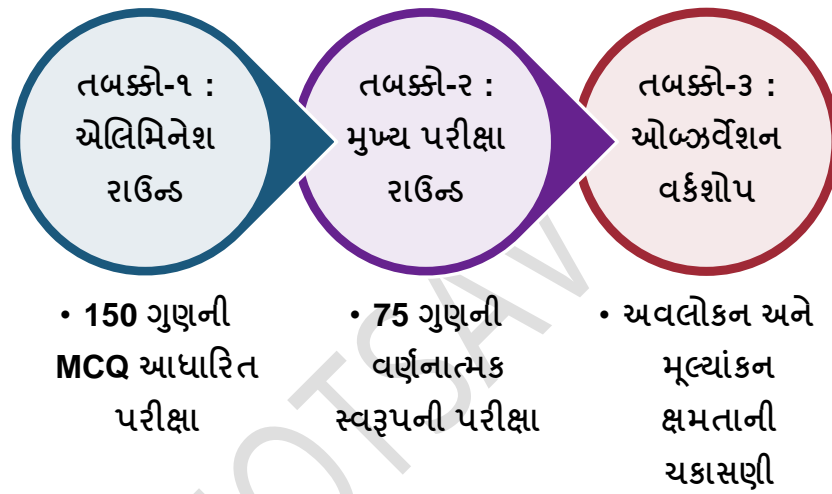 તબક્કો-૧ :
એલિમિનેશ
રાઉન્ડ
તબક્કો-ર :
મુખ્ય પરીક્ષા
રાઉન્ડ
તબક્કો-૩ :
ઓબ્ઝર્વેશન
વર્કશોપ
• 150 ગુણની
MCQ આધારિત
પરીક્ષા
• 75 ગુણની
વર્ણનાત્મક
સ્વરૂપની પરીક્ષા
• અવલોકન અને
મૂલ્યાંકન
ક્ષમતાની
ચકાસણી
OTSAV